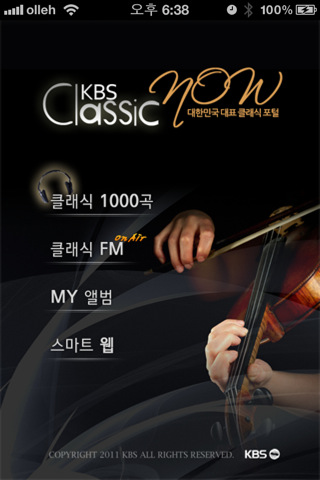 olleh 오후 6:38 100%
KBS
Classic NOW
대한민국 대표 클래식 포털
클래식 1000곡
클래식 FM on Air
MY 앨범
스마트 웹
COPYRIGHT 2011 KBS ALL RIGHTS RESERVED. KBS